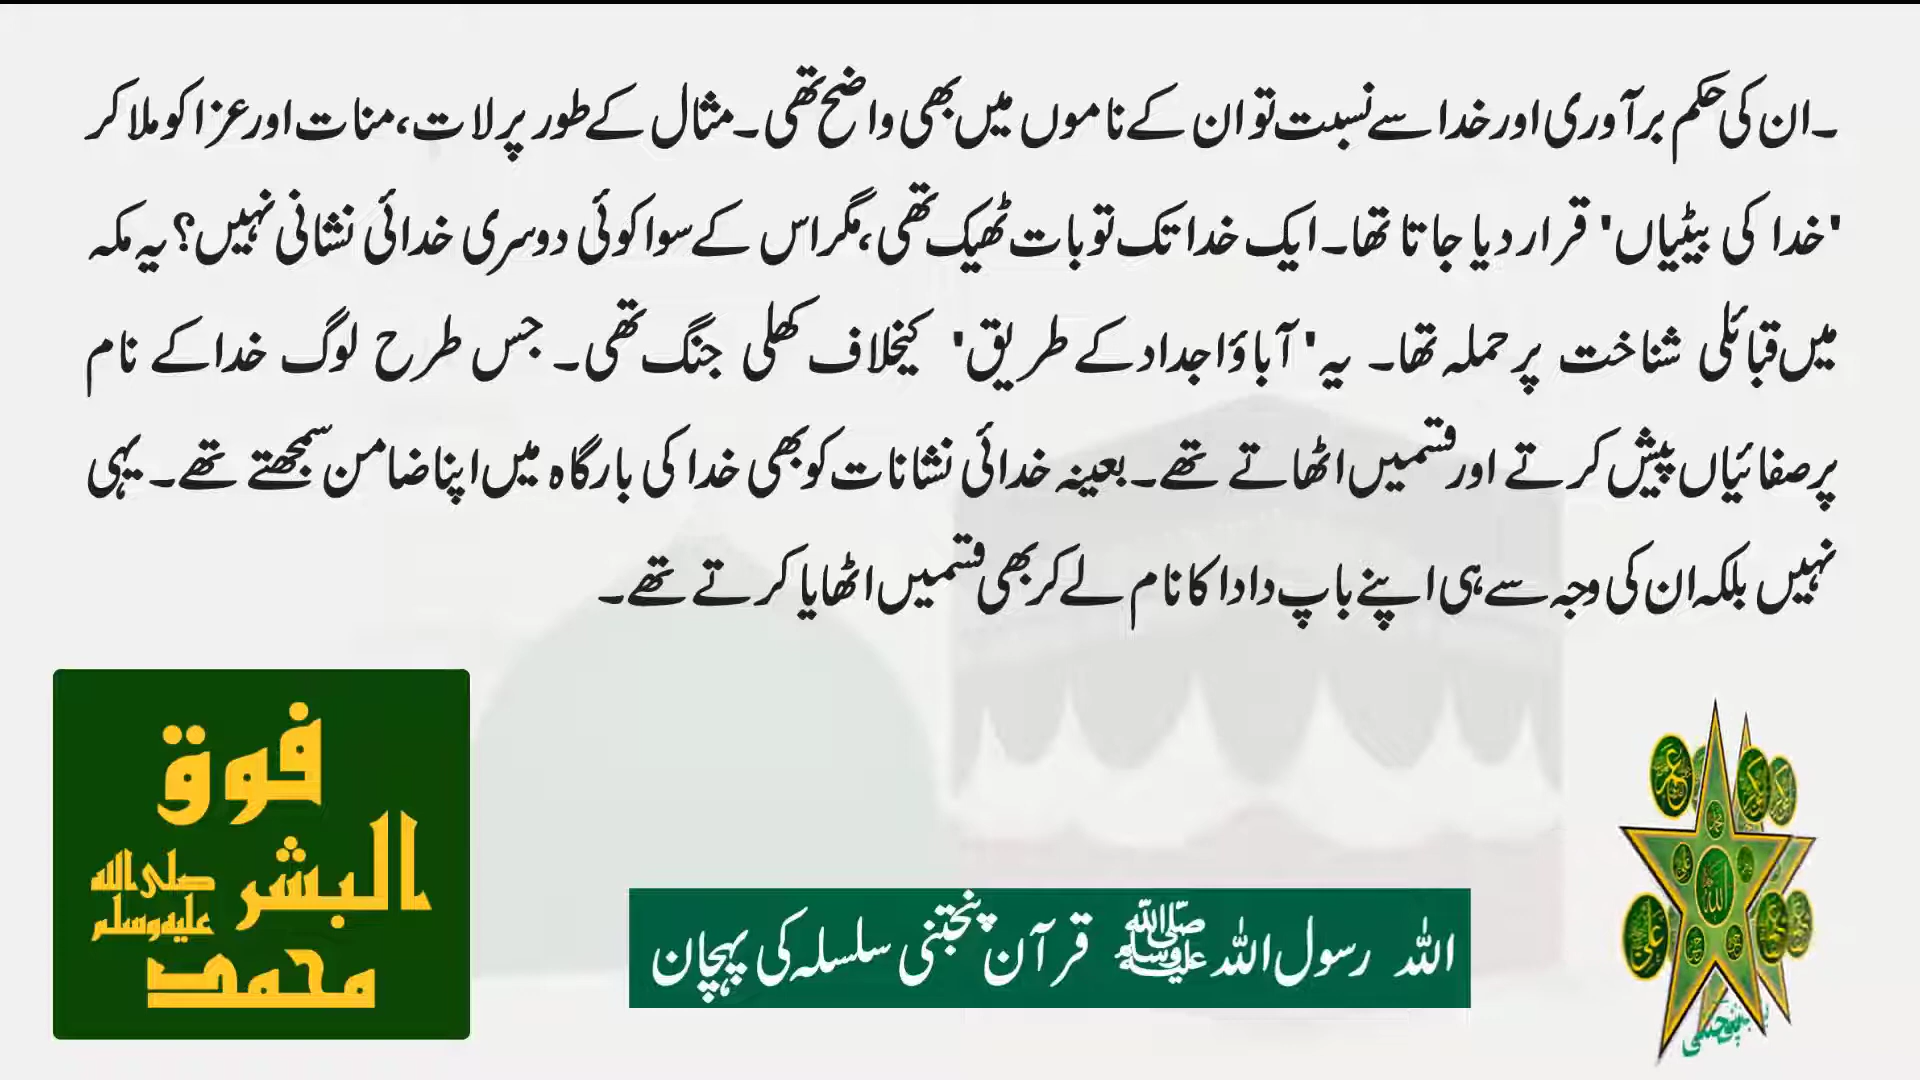 ۔ان کی حکم برآوری اور خدا سے نسبت تو ان کے ناموں میں بھی واضح تھی۔ مثال کے طور پر لات، منات اور عزا کو ملا کر
'خدا کی بیٹیاں' قرار دیا جاتا تھا۔ ایک خدا تک تو بات ٹھیک تھی، مگر اس کے سوا کوئی دوسری خدائی نشانی نہیں؟ یہ مکہ
میں قبائلی شناخت پر حملہ تھا۔ یہ 'آباؤ اجداد کے طریق' کیخلاف کھلی جنگ تھی۔ جس طرح لوگ خدا کے نام
پر صفائیاں پیش کرتے اور قسمیں اٹھاتے تھے۔ بعینہ خدائی نشانات کو بھی خدا کی بارگاہ میں اپنا ضامن سمجھتے تھے۔ یہی
نہیں بلکہ ان کی وجہ سے ہی اپنے باپ دادا کا نام لے کر بھی قسمیں اٹھایا کرتے تھے۔
فوق
البشر صلی اللہ علیہ وسلم
محمد
اللہ رسول اللہ ﷺ قرآن پنجتنی سلسلہ کی پہچان
اللہ
علی